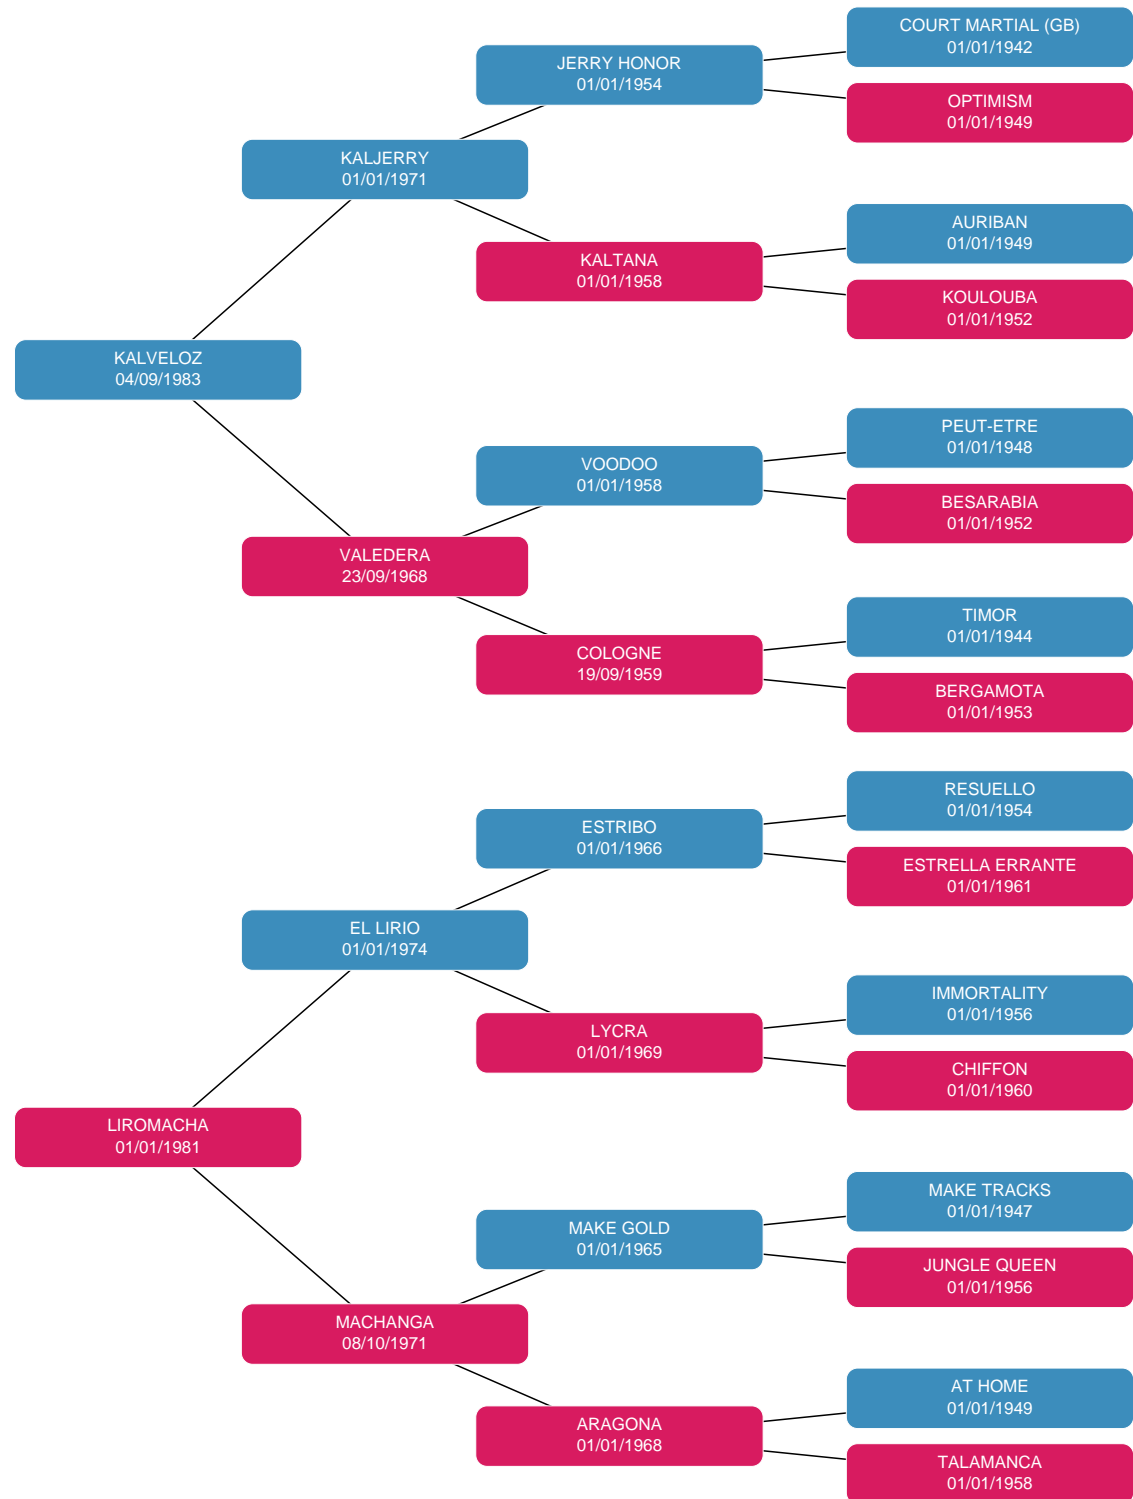 COURT MARTIAL (GB)
01/01/1942
JERRY HONOR
01/01/1954
OPTIMISM
01/01/1949
KALJERRY
01/01/1971
AURIBAN
01/01/1949
KALTANA
01/01/1958
KOULOUBA
01/01/1952
KALVELOZ
04/09/1983
PEUT-ETRE
01/01/1948
VOODOO
01/01/1958
BESARABIA
01/01/1952
VALEDERA
23/09/1968
TIMOR
01/01/1944
COLOGNE
19/09/1959
BERGAMOTA
01/01/1953
RESUELLO
01/01/1954
ESTRIBO
01/01/1966
ESTRELLA ERRANTE
01/01/1961
EL LIRIO
01/01/1974
IMMORTALITY
01/01/1956
LYCRA
01/01/1969
CHIFFON
01/01/1960
LIROMACHA
01/01/1981
MAKE TRACKS
01/01/1947
MAKE GOLD
01/01/1965
JUNGLE QUEEN
01/01/1956
MACHANGA
08/10/1971
AT HOME
01/01/1949
ARAGONA
01/01/1968
TALAMANCA
01/01/1958